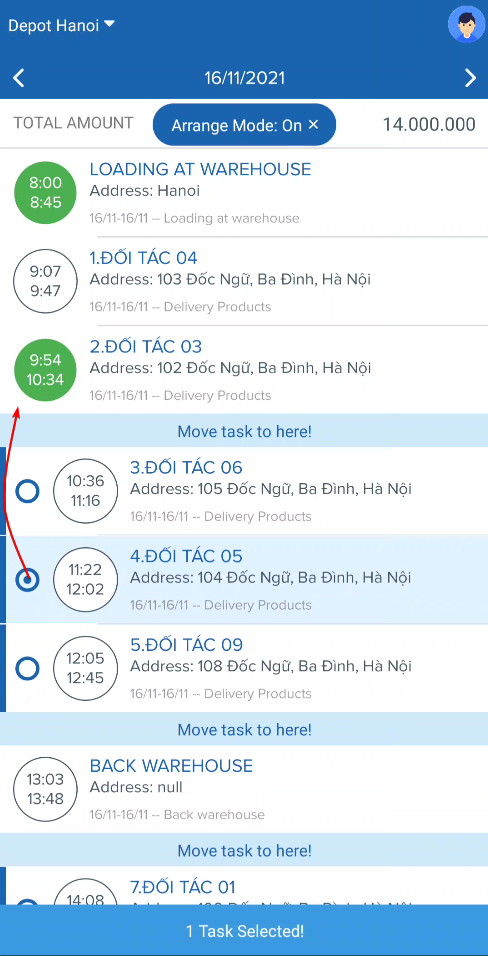 Depot Hanoi
16/11/2021
TOTAL AMOUNT Arrange Mode: On × 14.000.000
8:00
8:45
LOADING AT WAREHOUSE
Address: Hanoi
16/11-16/11 -- Loading at warehouse
9:07
9:47
1.ĐỐI TÁC 04
Address: 103 Đốc Ngữ, Ba Đình, Hà Nội
16/11-16/11 -- Delivery Products
9:54
10:34
2.ĐỐI TÁC 03
Address: 102 Đốc Ngữ, Ba Đình, Hà Nội
16/11-16/11 -- Delivery Products
Move task to here!
10:36
11:16
3.ĐỐI TÁC 06
Address: 105 Đốc Ngữ, Ba Đình, Hà Nội
16/11-16/11 -- Delivery Products
11:22
12:02
4.ĐỐI TÁC 05
Address: 104 Đốc Ngữ, Ba Đình, Hà Nội
16/11-16/11 -- Delivery Products
12:05
12:45
5.ĐỐI TÁC 09
Address: 108 Đốc Ngữ, Ba Đình, Hà Nội
16/11-16/11 -- Delivery Products
Move task to here!
13:03
13:48
BACK WAREHOUSE
Address: null
16/11-16/11 -- Back warehouse
Move task to here!
14:08
7.ĐỐI TÁC 01
1 Task Selected!